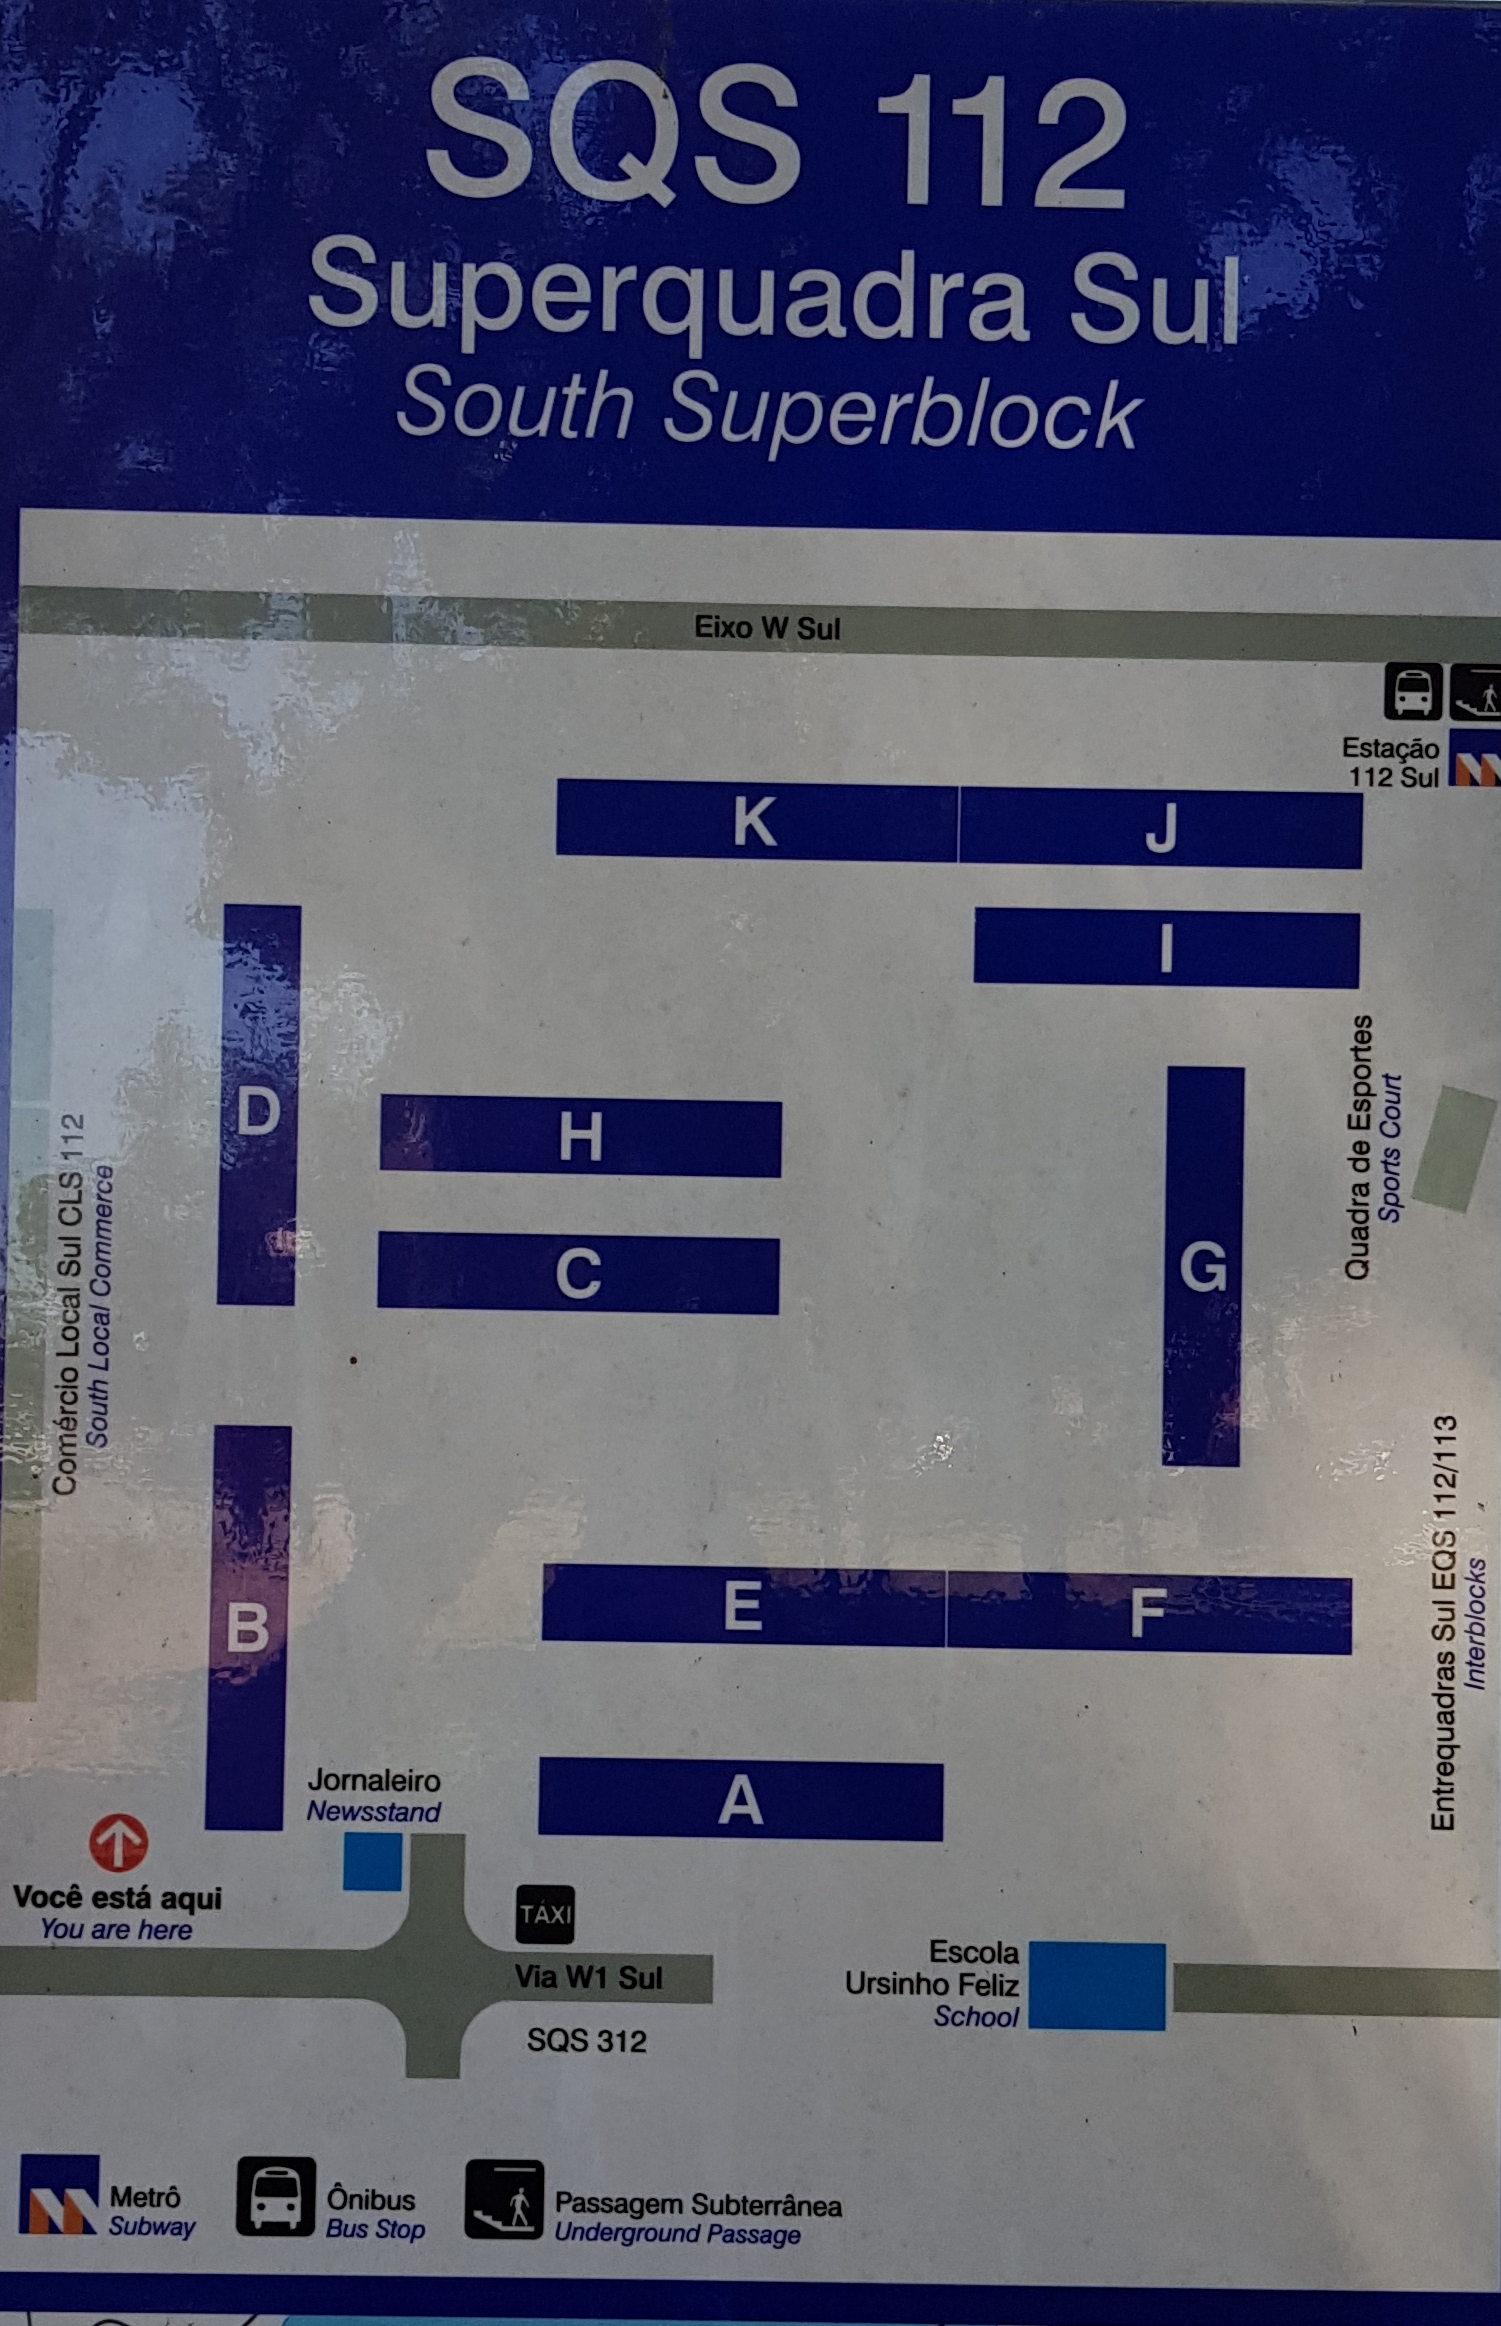 SQS 112
Superquadra Sul
South Superblock
Eixo W Sul
Estação
112 Sul
K
J
I
D
H
C
G
Quadra de Esportes
Sports Court
Comércio Local Sul CLS 112
South Local Commerce
B
E
F
Entrequadras Sul EQS 112/113
Interblocks
A
Jornaleiro
Newsstand
Você está aqui
You are here
TÁXI
Via W1 Sul
SQS 312
Escola
Ursinho Feliz
School
Metrô
Subway
Ônibus
Bus Stop
Passagem Subterrânea
Underground Passage